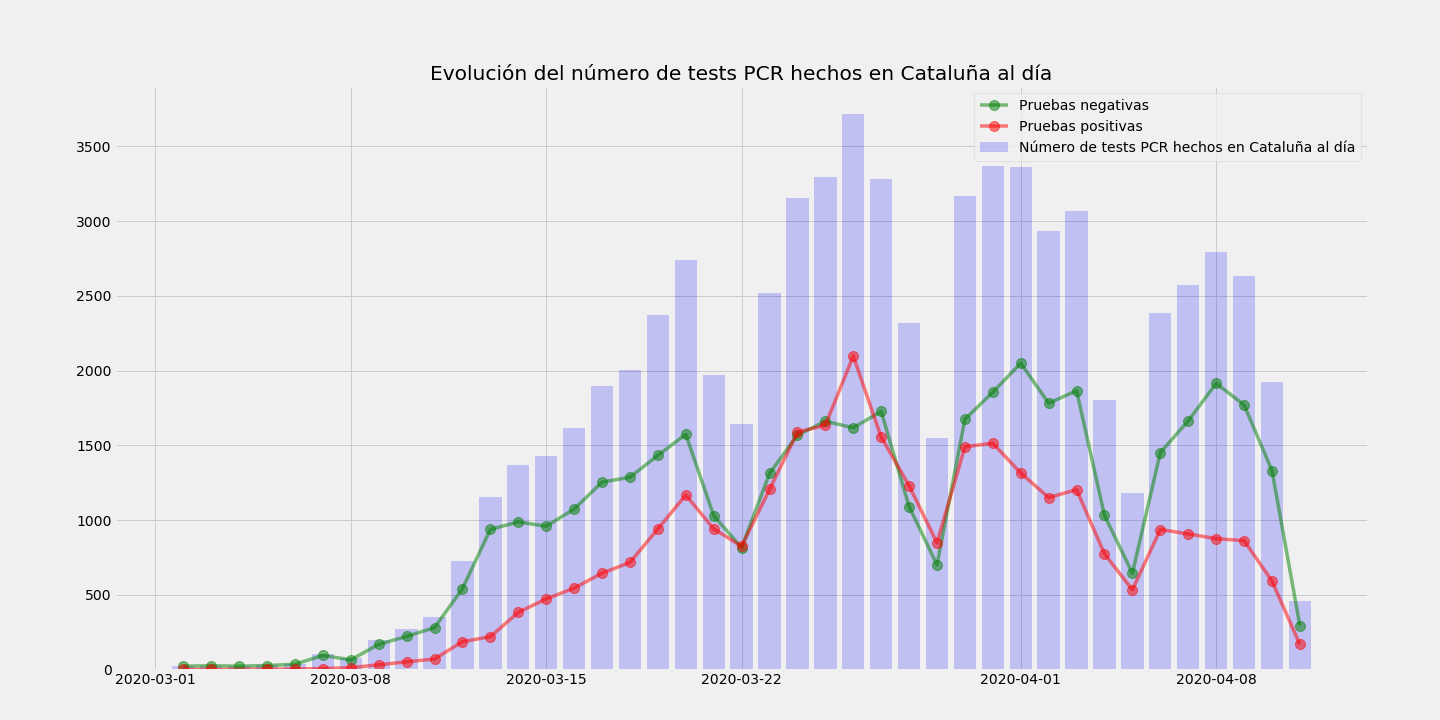 Evolución del número de tests PCR hechos en Cataluña al día
Pruebas negativas
Pruebas positivas
Número de tests PCR hechos en Cataluña al día
3500
3000
2500
2000
1500
1000
500
0
2020-03-01 2020-03-08 2020-03-15 2020-03-22 2020-04-01 2020-04-08